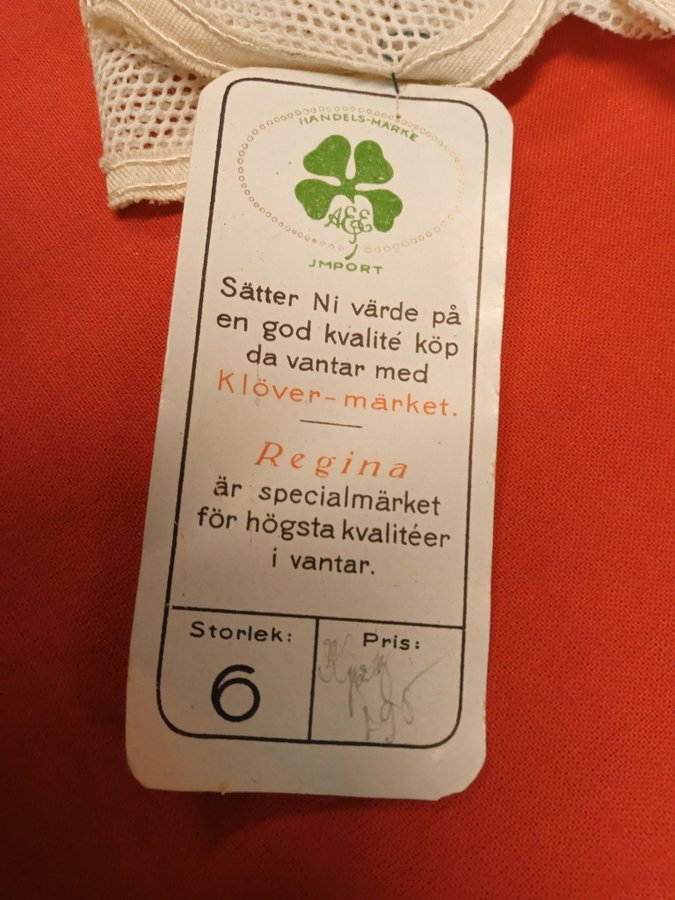 HANDELS-MÄRKE
JMPORT
Sätter Ni värde på
en god kvalité köp
da vantar med
Klöver-märket.
Regina
är specialmärket
för högsta kvalitéer
i vantar.
Storlek: Pris:
6